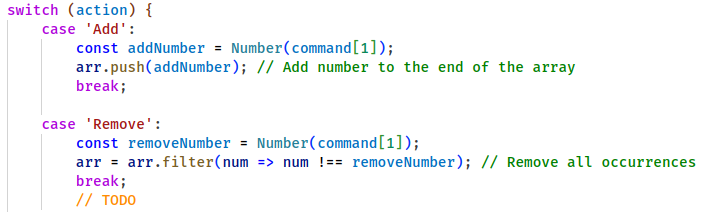 switch (action) {
case 'Add':
const addNumber = Number(command[1]);
arr.push(addNumber); // Add number to the end of the array
break;
case 'Remove':
const removeNumber = Number(command[1]);
arr = arr.filter(num => num !== removeNumber); // Remove all occurrences
break;
// TODO